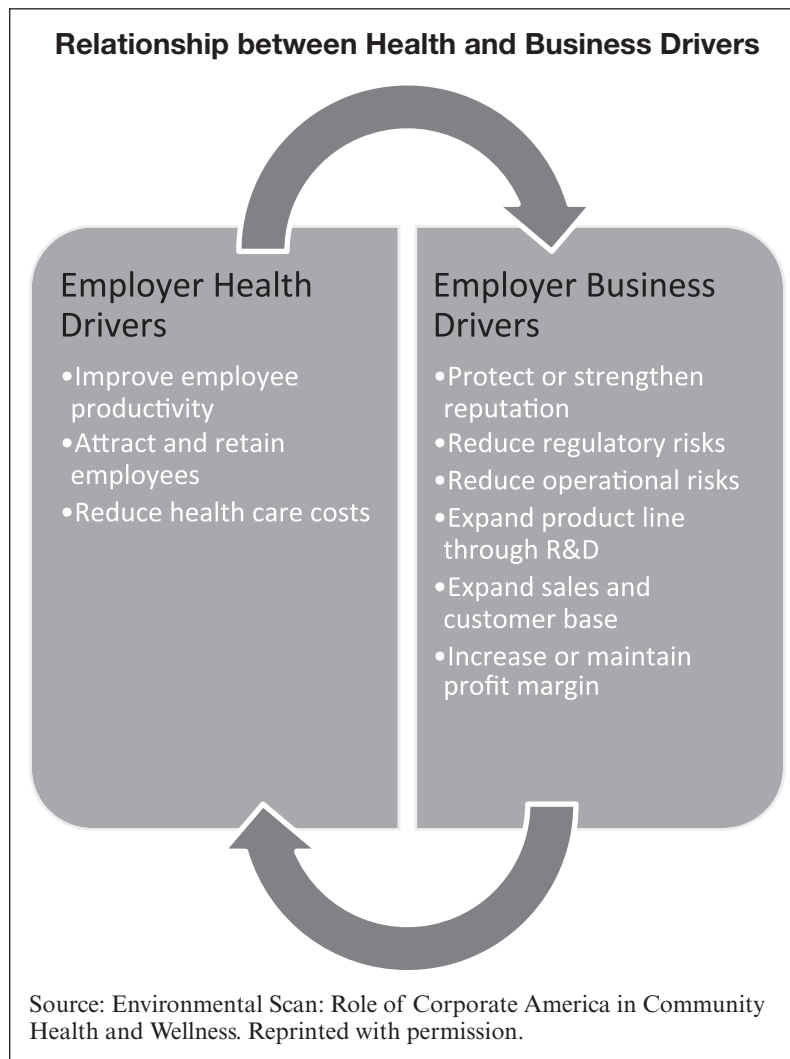 Relationship between Health and Business Drivers
Employer Health
Drivers
•Improve employee
productivity
•Attract and retain
employees
•Reduce health care costs
Employer Business
Drivers
•Protect or strengthen
reputation
•Reduce regulatory risks
•Reduce operational risks
•Expand product line
through R&D
•Expand sales and
customer base
•Increase or maintain
profit margin
Source: Environmental Scan: Role of Corporate America in Community
Health and Wellness. Reprinted with permission.